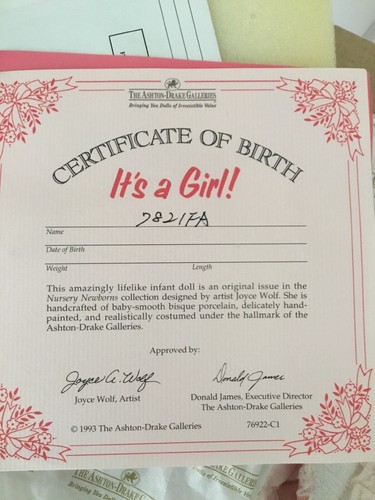 THE ASHTON-DRAKE GALLERIES
Bringing You Dolls of Irresistible Value
CERTIFICATE OF BIRTH
It's a Girl!
7821FA
Name
Date of Birth
Weight Length
This amazingly lifelike infant doll is an original issue in the
Nursery Newborns collection designed by artist Joyce Wolf. She is
handcrafted of baby-smooth bisque porcelain, delicately hand-
painted, and realistically costumed under the hallmark of the
Ashton-Drake Galleries.
Approved by:
Joyce A. Wolf Donald James
Joyce Wolf, Artist Donald James, Executive Director
The Ashton-Drake Galleries
© 1993 The Ashton-Drake Galleries 76922-C1
THE ASHTON-DRAKE GALLERIES
Bringing You Dolls of